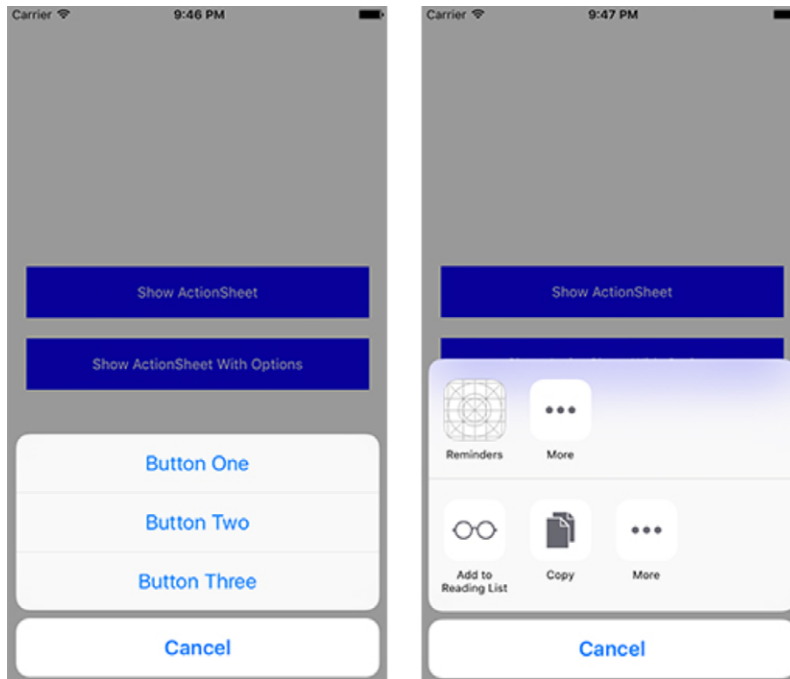 Carrier 9:46 PM
Show ActionSheet
Show ActionSheet With Options
Button One
Button Two
Button Three
Cancel
Carrier 9:47 PM
Show ActionSheet
Reminders More
Add to
Reading List Copy More
Cancel